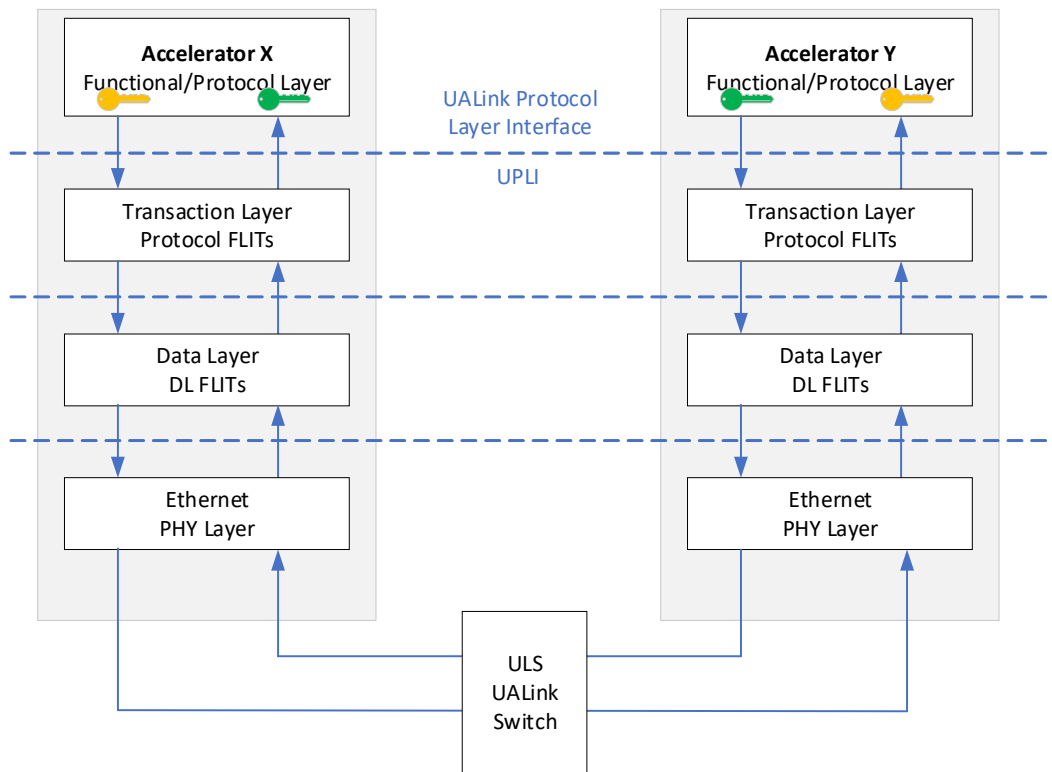 Accelerator X
Functional/Protocol Layer
Accelerator Y
Functional/Protocol Layer
UALink Protocol
Layer Interface
UPLI
Transaction Layer
Protocol FLITs
Transaction Layer
Protocol FLITs
Data Layer
DL FLITs
Data Layer
DL FLITs
Ethernet
PHY Layer
Ethernet
PHY Layer
ULS
UALink
Switch